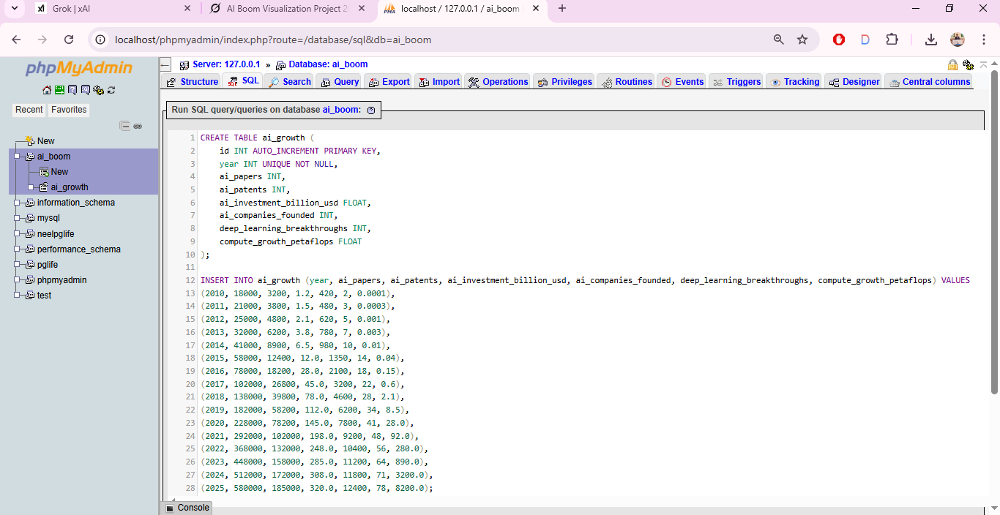 Grok | xAI
AI Boom Visualization Project 2
localhost / 127.0.0.1 / ai_boom
localhost/phpmyadmin/index.php?route=/database/sql&db=ai_boom
phpMyAdmin
Recent
Favorites
New
ai_boom
New
ai_growth
information_schema
mysql
neelpglife
performance_schema
pglife
phpmyadmin
test
Server: 127.0.0.1 » Database: ai_boom
Structure
SQL
Search
Query
Export
Import
Operations
Privileges
Routines
Events
Triggers
Tracking
Designer
Central columns
Run SQL query/queries on database ai_boom:
1 CREATE TABLE ai_growth (
2 id INT AUTO_INCREMENT PRIMARY KEY,
3 year INT UNIQUE NOT NULL,
4 ai_papers INT,
5 ai_patents INT,
6 ai_investment_billion_usd FLOAT,
7 ai_companies_founded INT,
8 deep_learning_breakthroughs INT,
9 compute_growth_petaflops FLOAT
10 );
11
12 INSERT INTO ai_growth (year, ai_papers, ai_patents, ai_investment_billion_usd, ai_companies_founded, deep_learning_breakthroughs, compute_growth_petaflops) VALUES
13 (2010, 18000, 3200, 1.2, 420, 2, 0.0001),
14 (2011, 21000, 3800, 1.5, 480, 3, 0.0003),
15 (2012, 25000, 4800, 2.1, 620, 5, 0.001),
16 (2013, 32000, 6200, 3.8, 780, 7, 0.003),
17 (2014, 41000, 8900, 6.5, 980, 10, 0.01),
18 (2015, 58000, 12400, 12.0, 1350, 14, 0.04),
19 (2016, 78000, 18200, 28.0, 2100, 18, 0.15),
20 (2017, 102000, 26800, 45.0, 3200, 22, 0.6),
21 (2018, 138000, 39800, 78.0, 4600, 28, 2.1),
22 (2019, 182000, 58200, 112.0, 6200, 34, 8.5),
23 (2020, 228000, 78200, 145.0, 7800, 41, 28.0),
24 (2021, 292000, 102000, 198.0, 9200, 48, 92.0),
25 (2022, 368000, 132000, 248.0, 10400, 56, 280.0),
26 (2023, 448000, 158000, 285.0, 11200, 64, 890.0),
27 (2024, 512000, 172000, 308.0, 11800, 71, 3200.0),
28 (2025, 580000, 185000, 320.0, 12400, 78, 8200.0);
Console